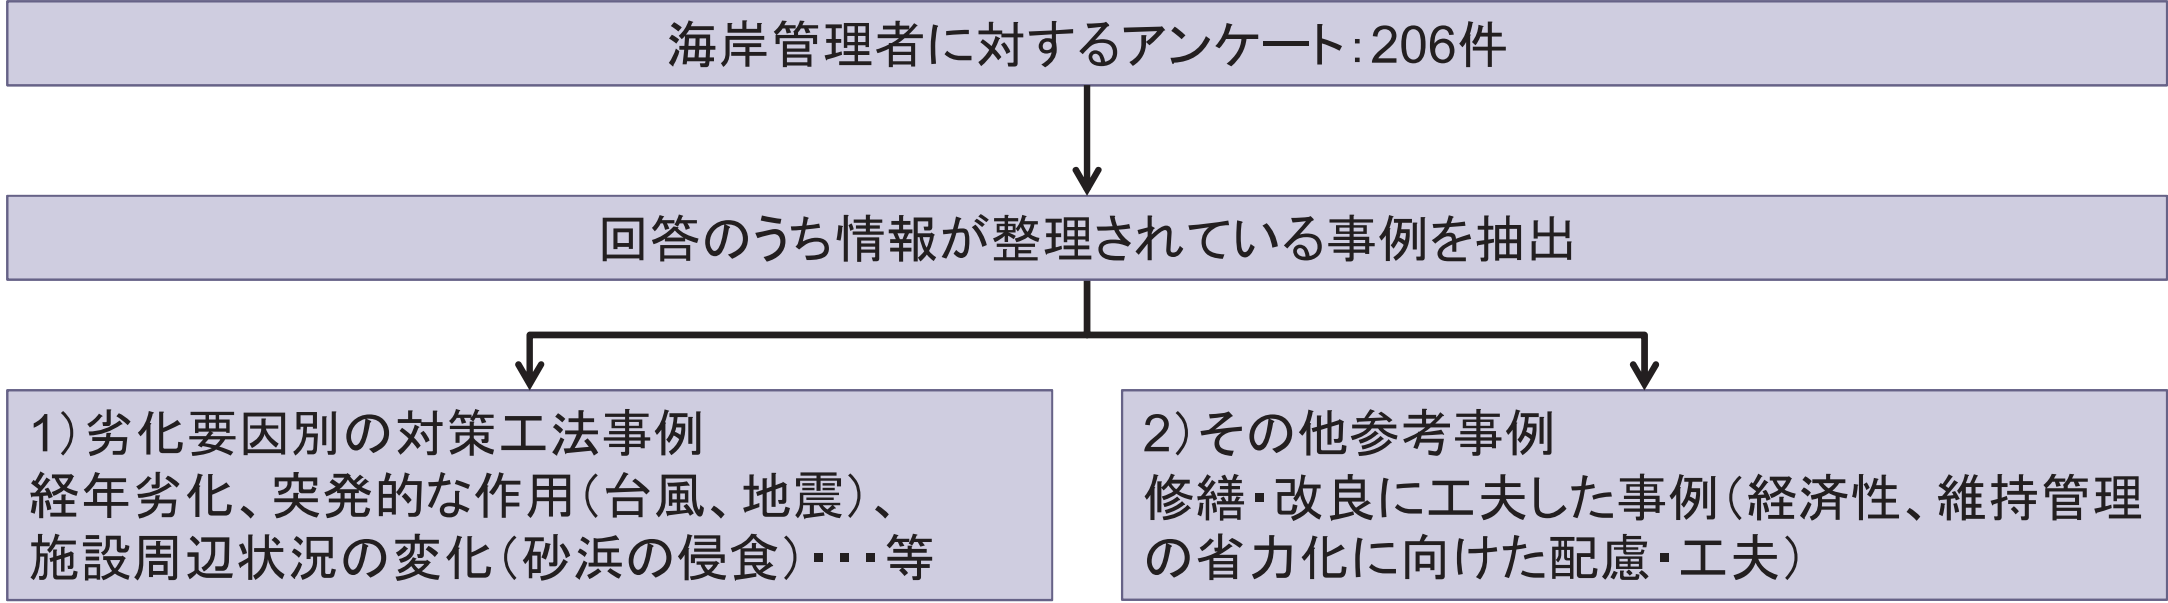 海岸管理者に対するアンケート:206件
回答のうち情報が整理されている事例を抽出
1)劣化要因別の対策工法事例
経年劣化、突発的な作用(台風、地震)、
施設周辺状況の変化(砂浜の侵食)・・・等
2)その他参考事例
修繕・改良に工夫した事例(経済性、維持管理
の省力化に向けた配慮・工夫)